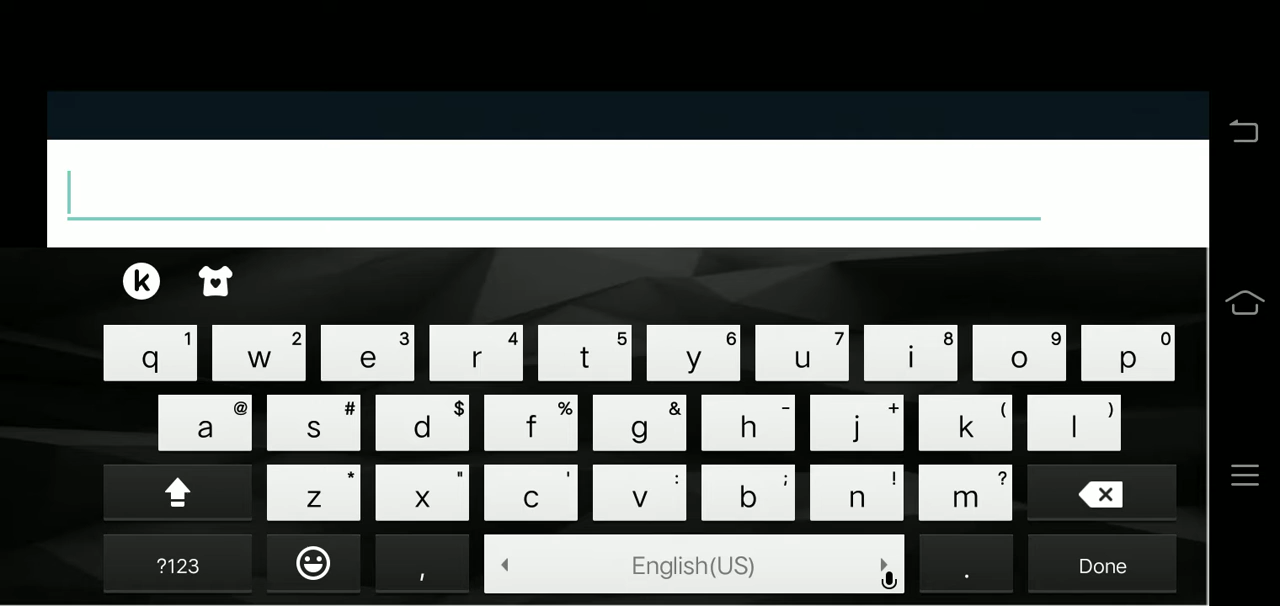 k
1 2 3 4 5 6 7 8 9 0
q w e r t y u i o p
@ # $ % & - + ( )
a s d f g h j k l
* " ' : ; ! ?
z x c v b n m
?123 , English(US) . Done